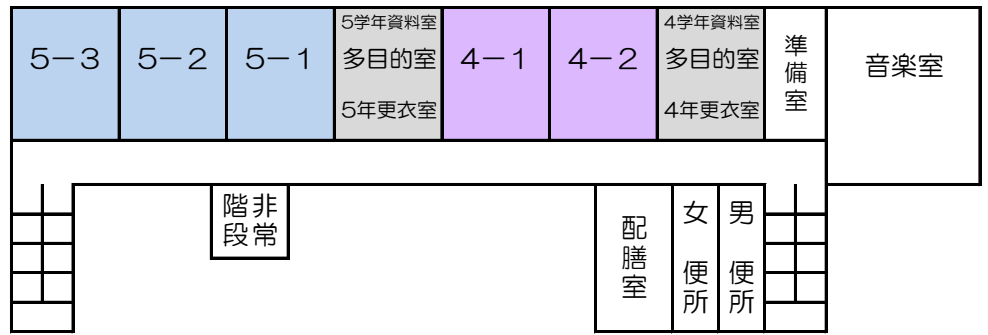 5－3
5－2
5－1
5学年資料室
多目的室
5年更衣室
4－1
4－2
4学年資料室
多目的室
4年更衣室
準備室
音楽室
非常階段
配膳室
女便所
男便所